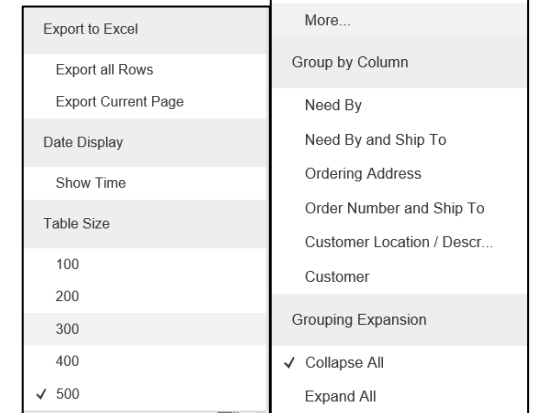 Export to Excel
Export all Rows
Export Current Page
Date Display
Show Time
Table Size
100
200
300
400
500
More...
Group by Column
Need By
Need By and Ship To
Ordering Address
Order Number and Ship To
Customer Location / Descr...
Customer
Grouping Expansion
Collapse All
Expand All